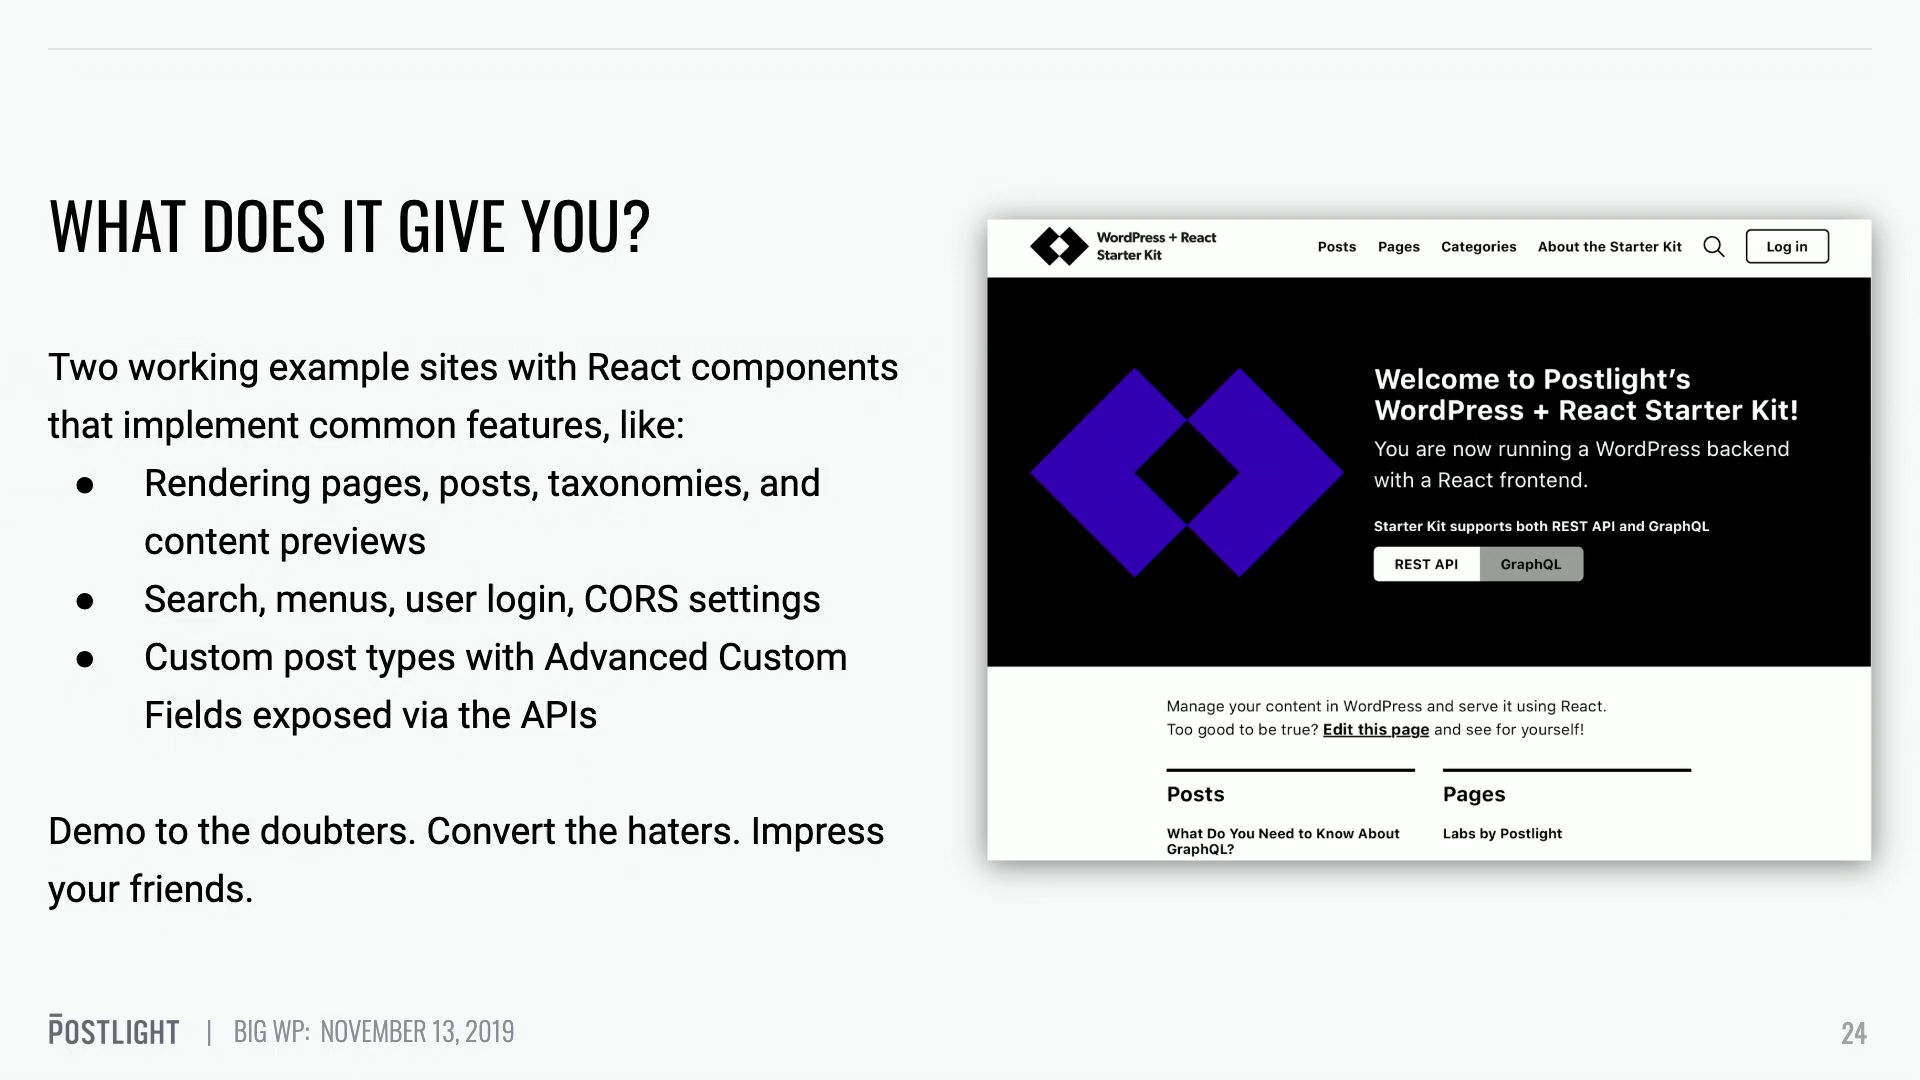 WHAT DOES IT GIVE YOU?
Two working example sites with React components
that implement common features, like:
● Rendering pages, posts, taxonomies, and
content previews
● Search, menus, user login, CORS settings
● Custom post types with Advanced Custom
Fields exposed via the APIs
Demo to the doubters. Convert the haters. Impress
your friends.
WordPress + React
Starter Kit
Posts Pages Categories About the Starter Kit Log in
Welcome to Postlight’s
WordPress + React Starter Kit!
You are now running a WordPress backend
with a React frontend.
Starter Kit supports both REST API and GraphQL
REST API GraphQL
Manage your content in WordPress and serve it using React.
Too good to be true? Edit this page and see for yourself!
Posts
What Do You Need to Know About
GraphQL?
Pages
Labs by Postlight
POSTLIGHT | BIG WP: NOVEMBER 13, 2019
24